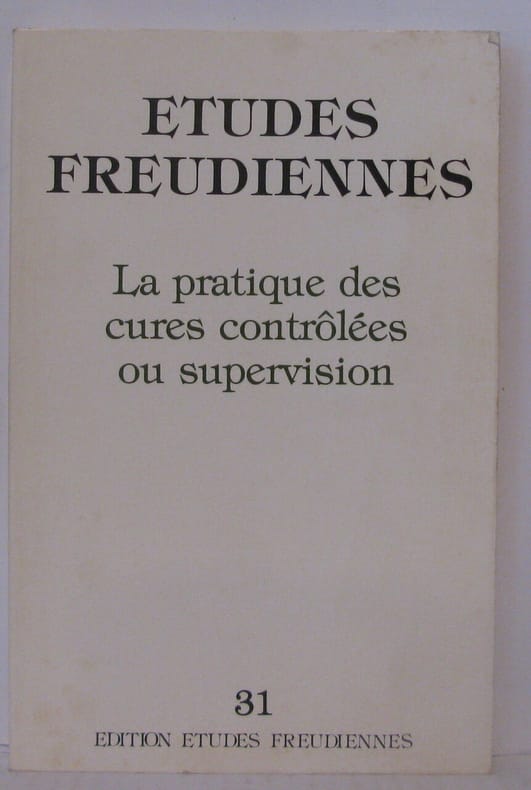 ETUDES
FREUDIENNES
La pratique des
cures contrôlées
ou supervision
31
EDITION ETUDES FREUDIENNES